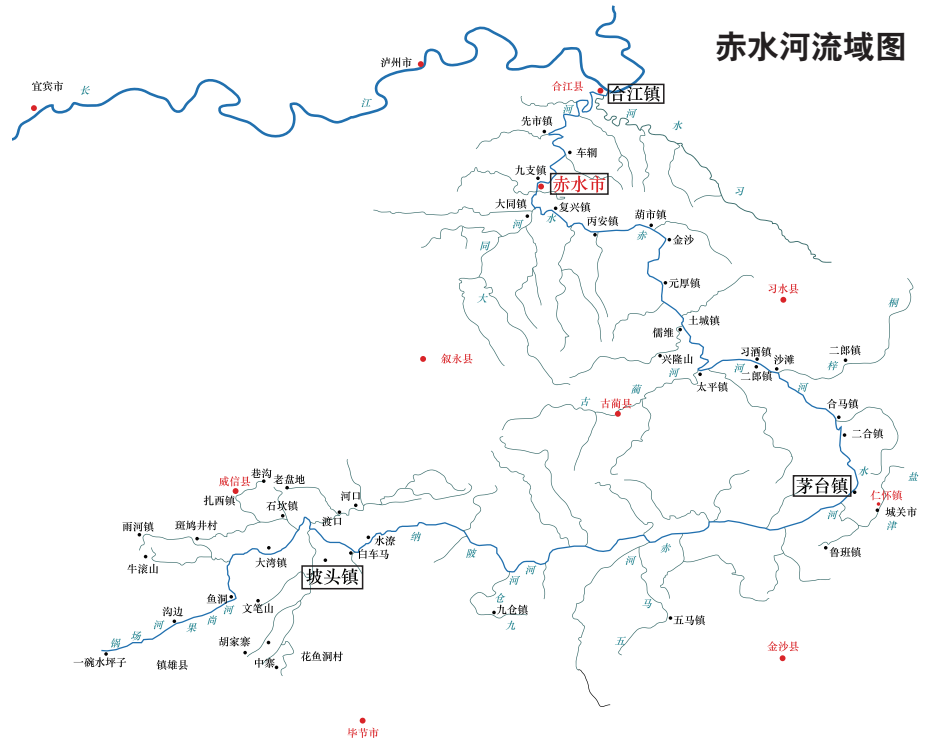 赤水河流域图
宜宾市
长
泸州市
江
合江县
合江镇
先市镇
河
河
水
习
车辋
九支镇
赤水市
大同镇
复兴镇
河
水
丙安镇
葫市镇
赤
金沙
同
大
元厚镇
习水县
桐
土城镇
儒维
叙永县
兴隆山
习酒镇
沙滩
二郎镇
梓
河
河
二郎镇
太平镇
河
蔺
古
古蔺县
合马镇
二合镇
水
盐
茅台镇
仁怀镇
城关市
河
津
鲁班镇
巷沟
老盘地
威信县
扎西镇
石坎镇
河口
渡口
雨河镇
斑鸠井村
水潦
纳
白车马
陂
赤
河
大湾镇
牛滚山
坡头镇
河
河
鱼洞
文笔山
沟边
河
尚
果
河
场
锅
仓
九仓镇
九
马
五马镇
五
胡家寨
中寨
花鱼洞村
一碗水坪子
镇雄县
金沙县
毕节市